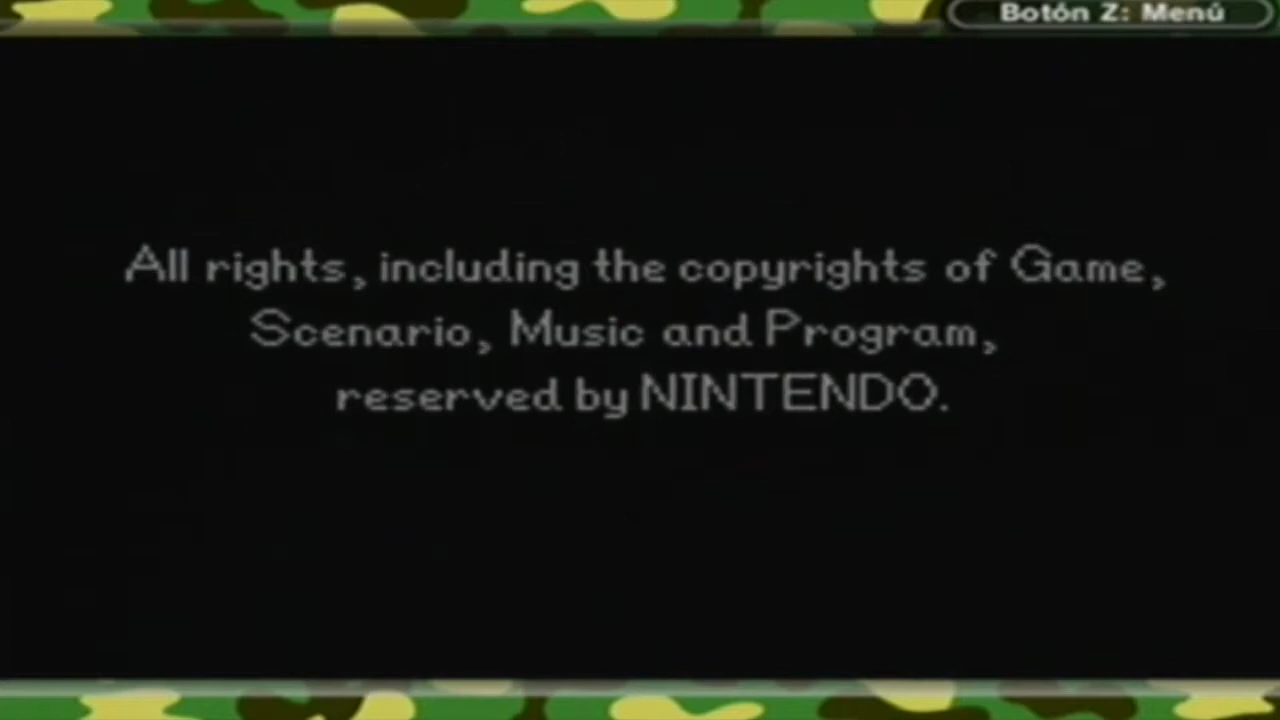 Botón Z: Menú
All rights, including the copyrights of Game,
Scenario, Music and Program,
reserved by NINTENDO.